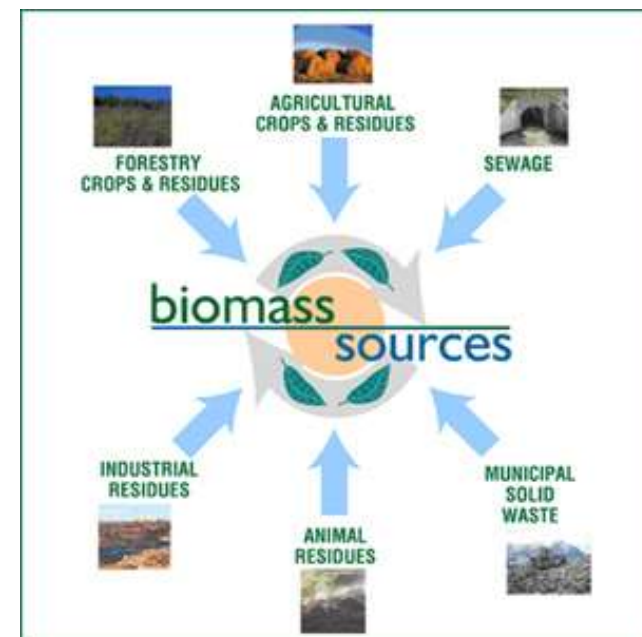 AGRICULTURAL
CROPS & RESIDUES
FORESTRY
CROPS & RESIDUES
SEWAGE
biomass
sources
INDUSTRIAL
RESIDUES
MUNICIPAL
SOLID
WASTE
ANIMAL
RESIDUES